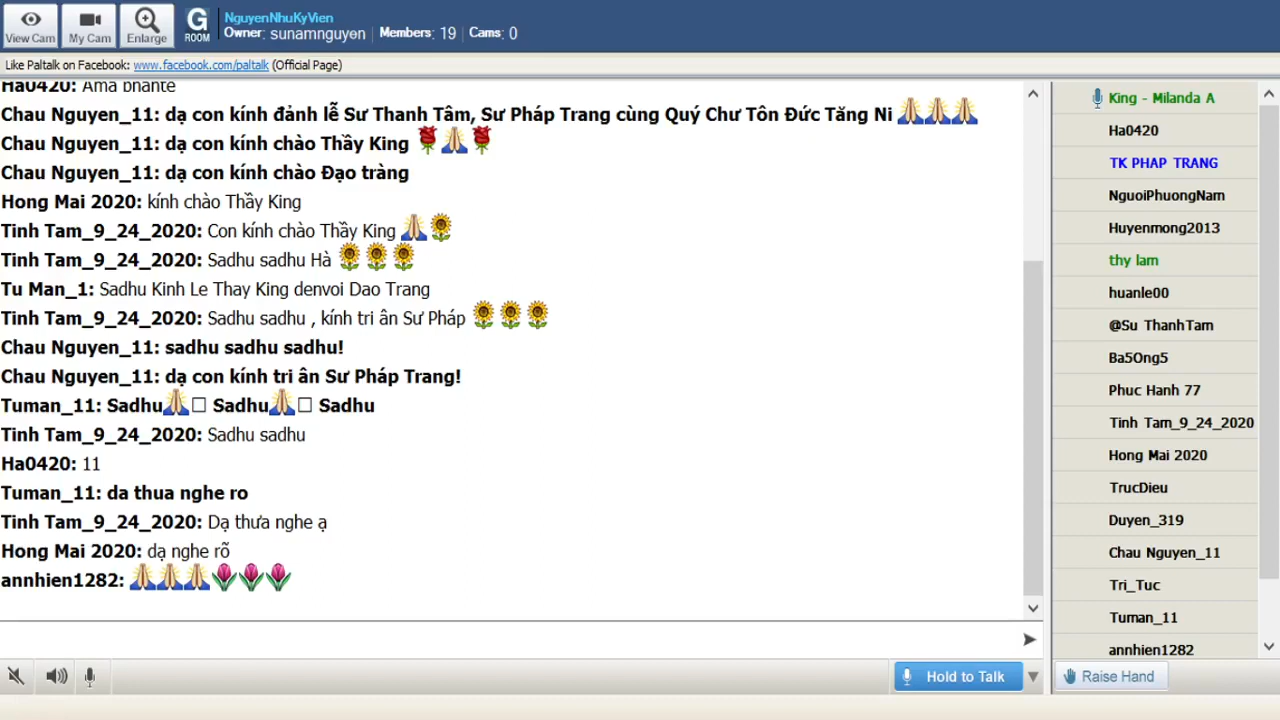 View Cam
My Cam
Enlarge
G
ROOM
NguyenNhuKyVien
Owner: sunamnguyen | Members: 19 | Cams: 0
Like Paltalk on Facebook: www.facebook.com/paltalk (Official Page)
Ha0420: Ama bhante
Chau Nguyen_11: dạ con kính đảnh lễ Sư Thanh Tâm, Sư Pháp Trang cùng Quý Chư Tôn Đức Tăng Ni 🙏🙏🙏
Chau Nguyen_11: dạ con kính chào Thầy King 🌹🙏🌹
Chau Nguyen_11: dạ con kính chào Đạo tràng
Hong Mai 2020: kính chào Thầy King
Tinh Tam_9_24_2020: Con kính chào Thầy King 🙏🌻
Tinh Tam_9_24_2020: Sadhu sadhu Hà 🌻🌻🌻
Tu Man_1: Sadhu Kinh Le Thay King denvoi Dao Trang
Tinh Tam_9_24_2020: Sadhu sadhu , kính tri ân Sư Pháp 🌻🌻🌻
Chau Nguyen_11: sadhu sadhu sadhu!
Chau Nguyen_11: dạ con kính tri ân Sư Pháp Trang!
Tuman_11: Sadhu🙏□ Sadhu🙏□ Sadhu
Tinh Tam_9_24_2020: Sadhu sadhu
Ha0420: 11
Tuman_11: da thua nghe ro
Tinh Tam_9_24_2020: Dạ thưa nghe ạ
Hong Mai 2020: dạ nghe rõ
annhien1282: 🙏🙏🙏🌷🌷🌷
King - Milanda A
Ha0420
TK PHAP TRANG
NguoiPhuongNam
Huyenmong2013
thy lam
huanle00
@Su ThanhTam
Ba5Ong5
Phuc Hanh 77
Tinh Tam_9_24_2020
Hong Mai 2020
TrucDieu
Duyen_319
Chau Nguyen_11
Tri_Tuc
Tuman_11
annhien1282
Hold to Talk
Raise Hand